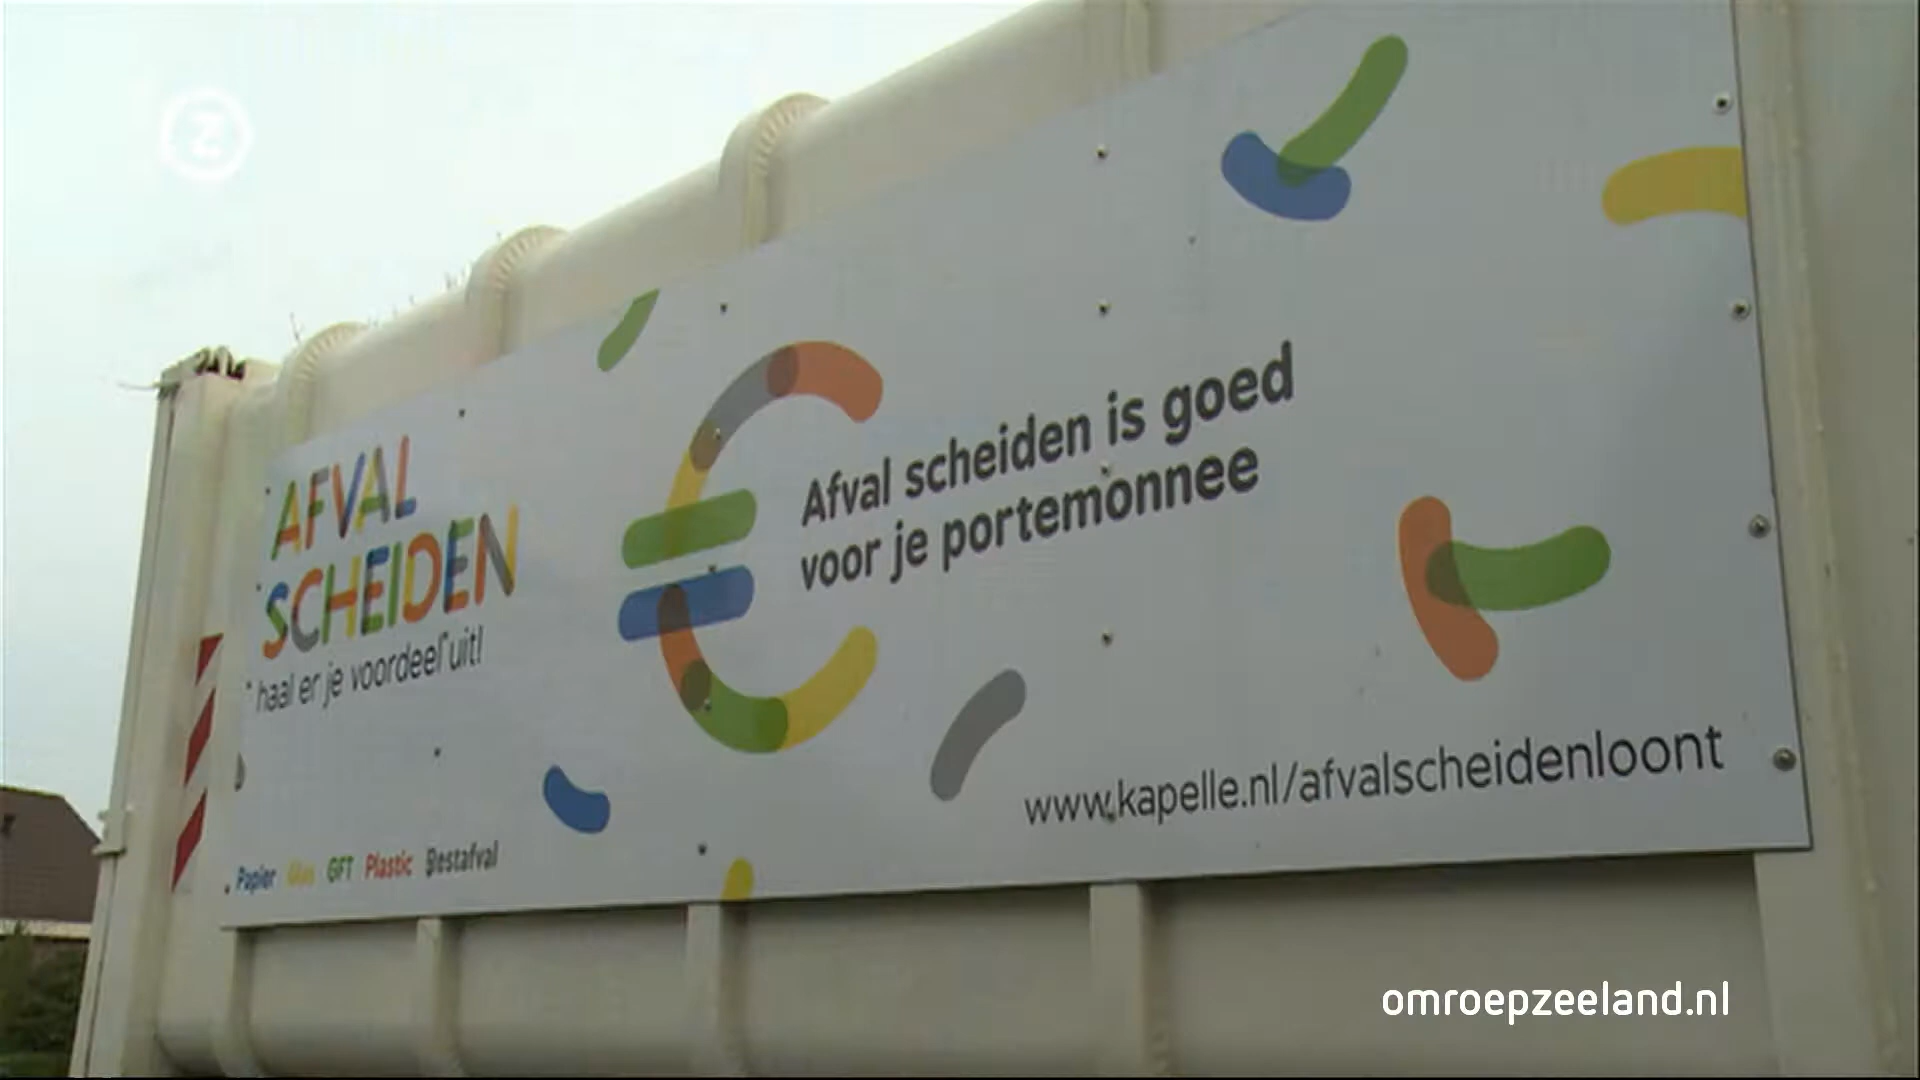 AFVAL
SCHEIDEN
haal er je voordeel uit!
Afval scheiden is goed
voor je portemonnee
www.kapelle.nl/afvalscheidenloont
Papier Glas GFT Plastic Restafval
omroepzeeland.nl